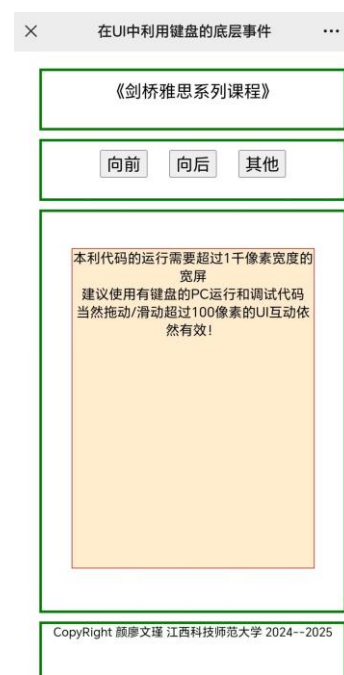 在UI中利用键盘的底层事件
《剑桥雅思系列课程》
向前 向后 其他
本利代码的运行需要超过1千像素宽度的
宽屏
建议使用有键盘的PC运行和调试代码
当然拖动/滑动超过100像素的UI互动依
然有效!
CopyRight 颜廖文瑾 江西科技师范大学 2024--2025